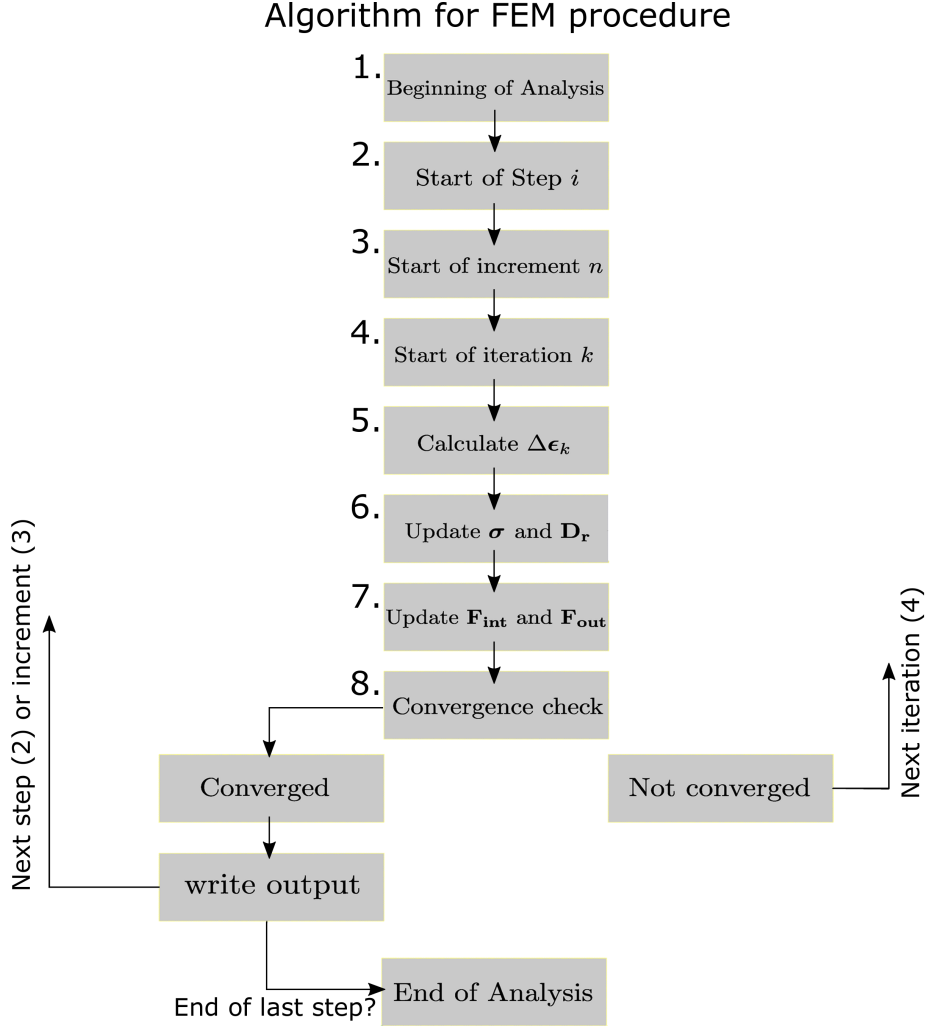 Algorithm for FEM procedure
1.
Beginning of Analysis
2.
Start of Step i
3.
Start of increment n
4.
Start of iteration k
5.
Calculate Δϵₖ
6.
Update σ and Dᵣ
7.
Update F_int and F_out
8.
Convergence check
Converged
Not converged
write output
End of last step?
End of Analysis
Next step (2) or increment (3)
Next iteration (4)